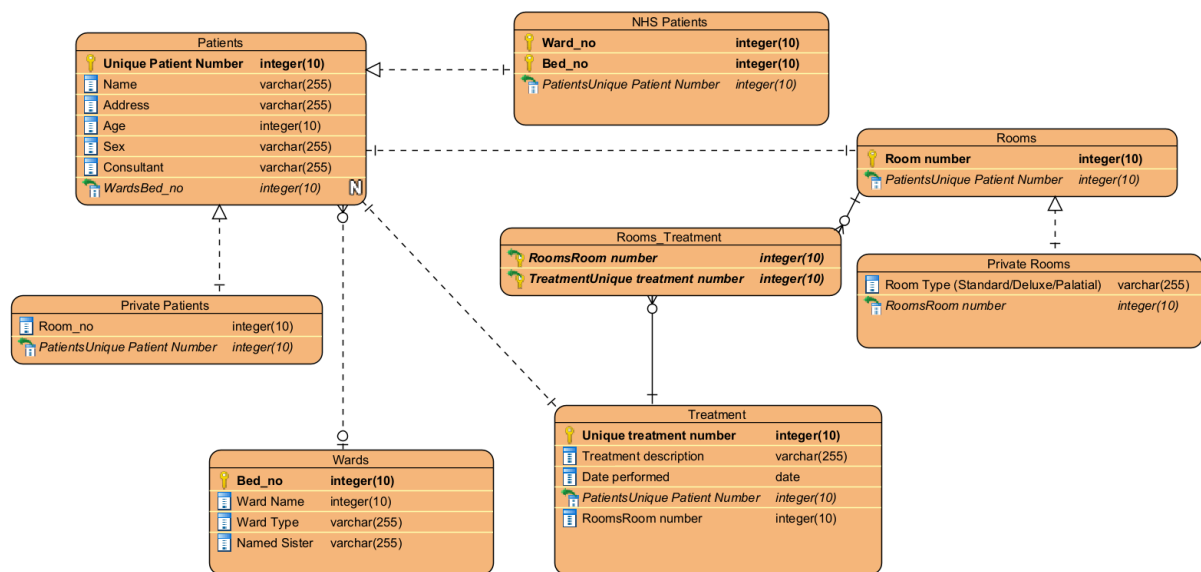 Patients
Unique Patient Number integer(10)
Name varchar(255)
Address varchar(255)
Age integer(10)
Sex varchar(255)
Consultant varchar(255)
WardsBed_no integer(10) N
NHS Patients
Ward_no integer(10)
Bed_no integer(10)
PatientsUnique Patient Number integer(10)
Rooms
Room number integer(10)
PatientsUnique Patient Number integer(10)
Rooms_Treatment
RoomsRoom number integer(10)
TreatmentUnique treatment number integer(10)
Private Rooms
Room Type (Standard/Deluxe/Palatial) varchar(255)
RoomsRoom number integer(10)
Private Patients
Room_no integer(10)
PatientsUnique Patient Number integer(10)
Treatment
Unique treatment number integer(10)
Treatment description varchar(255)
Date performed date
PatientsUnique Patient Number integer(10)
RoomsRoom number integer(10)
Wards
Bed_no integer(10)
Ward Name integer(10)
Ward Type varchar(255)
Named Sister varchar(255)